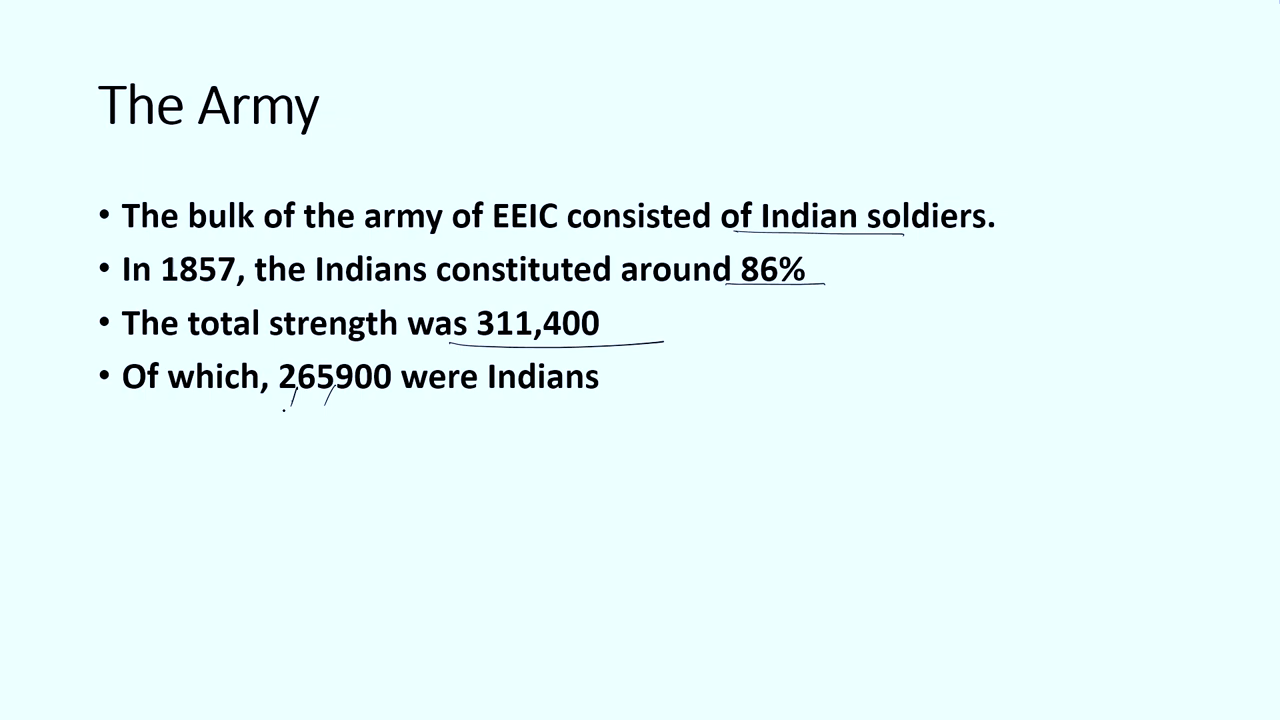 The Army
• The bulk of the army of EEIC consisted of Indian soldiers.
• In 1857, the Indians constituted around 86%
• The total strength was 311,400
• Of which, 265900 were Indians